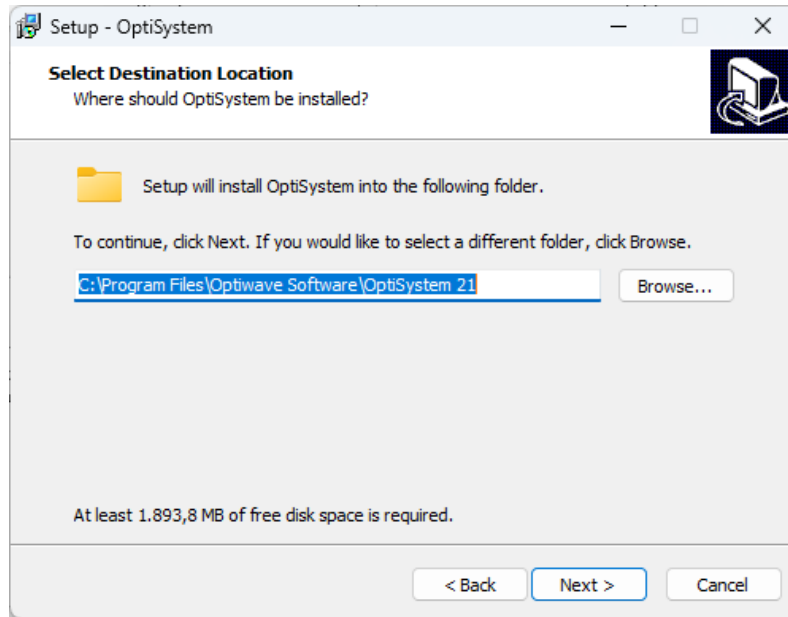 Setup - OptiSystem
Select Destination Location
Where should OptiSystem be installed?
Setup will install OptiSystem into the following folder.
To continue, click Next. If you would like to select a different folder, click Browse.
C:\Program Files\Optiwave Software\OptiSystem 21
Browse...
At least 1.893,8 MB of free disk space is required.
< Back
Next >
Cancel